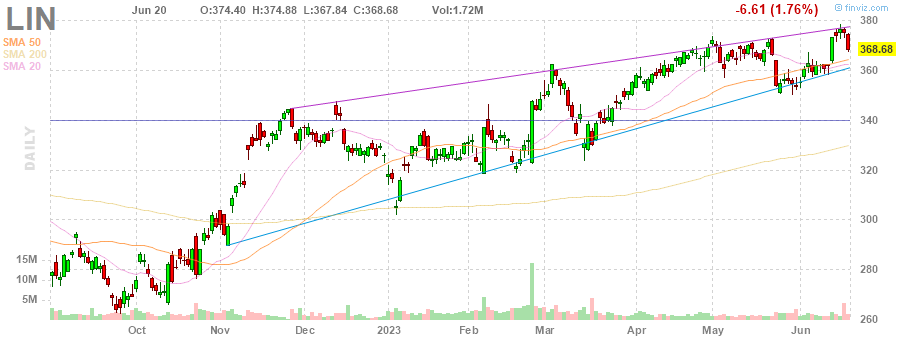 LIN
Jun 20 O:374.40 H:374.88 L:367.84 C:368.68 Vol:1.72M -6.61 (1.76%) @ finviz.com
SMA 50
SMA 200
SMA 20
DAILY
380
368.68
360
340
320
300
280
260
15M
10M
5M
Oct Nov Dec 2023 Feb Mar Apr May Jun